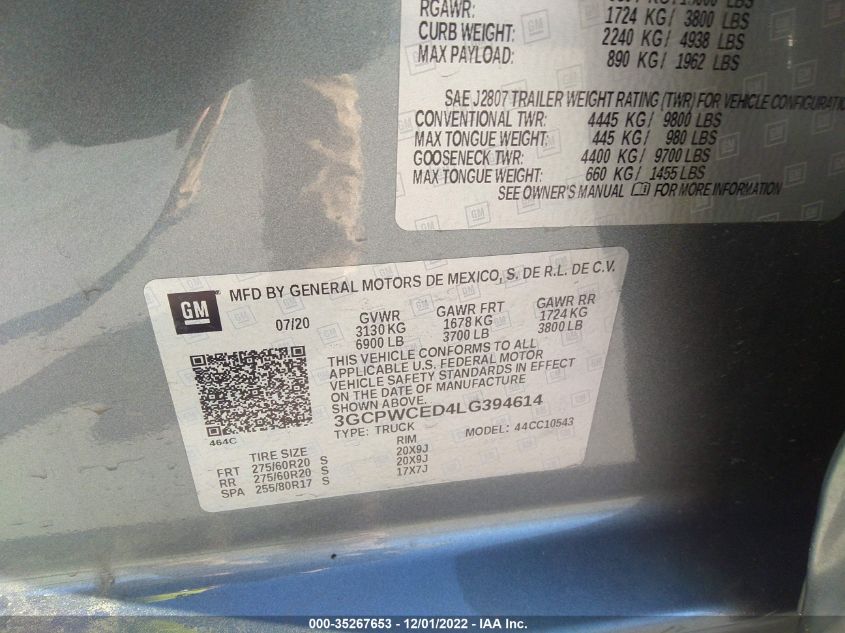 RGAWR: 1724 KG/ 3800 LBS
CURB WEIGHT: 2240 KG/ 4938 LBS
MAX PAYLOAD: 890 KG/ 1962 LBS
SAE J2807 TRAILER WEIGHT RATING (TWR) FOR VEHICLE
CONVENTIONAL TWR: 4445 KG/ 9800 LBS
MAX TONGUE WEIGHT: 445 KG/ 980 LBS
GOOSENECK TWR: 4400 KG/ 9700 LBS
MAX TONGUE WEIGHT: 660 KG/ 1455 LBS
SEE OWNER'S MANUAL FOR MORE INFORMATION
GM MFD BY GENERAL MOTORS DE MEXICO, S. DE R.L. DE C.V.
07/20 GVWR GAWR FRT GAWR RR
3130 KG 1678 KG 1724 KG
6900 LB 3700 LB 3800 LB
THIS VEHICLE CONFORMS TO ALL
APPLICABLE U.S. FEDERAL MOTOR
VEHICLE SAFETY STANDARDS IN EFFECT
ON THE DATE OF MANUFACTURE
SHOWN ABOVE.
3GCPWCED4LG394614
464C TYPE: TRUCK MODEL: 44CC10543
TIRE SIZE RIM
FRT 275/60R20 S 20X9J
RR 275/60R20 S 20X9J
SPA 255/80R17 S 17X7J
000-35267653 - 12/01/2022 - IAA Inc.